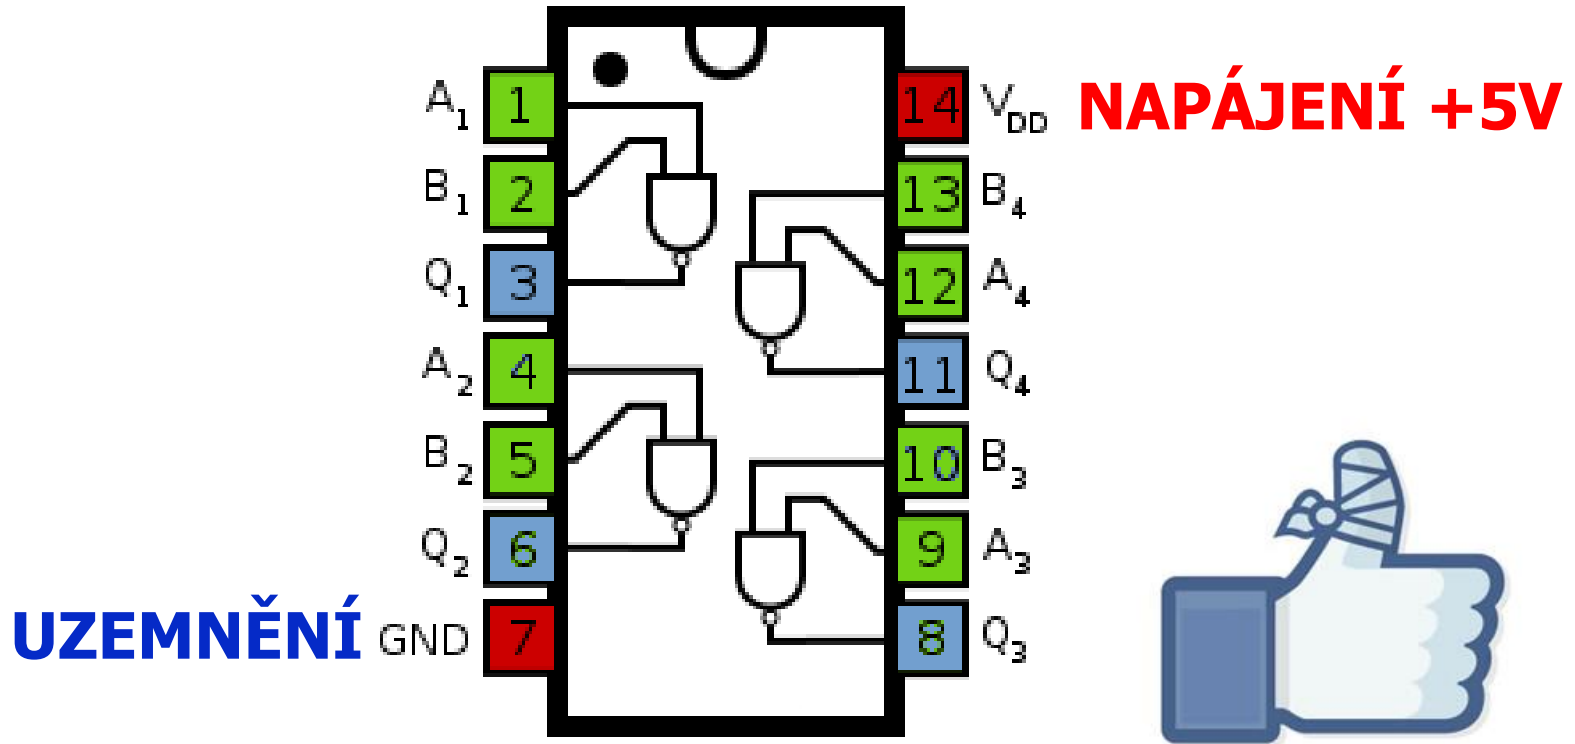 A1 1 14 VDD NAPÁJENÍ +5V
B1 2 13 B4
Q1 3 12 A4
A2 4 11 Q4
B2 5 10 B3
Q2 6 9 A3
UZEMNĚNÍ GND 7 8 Q3